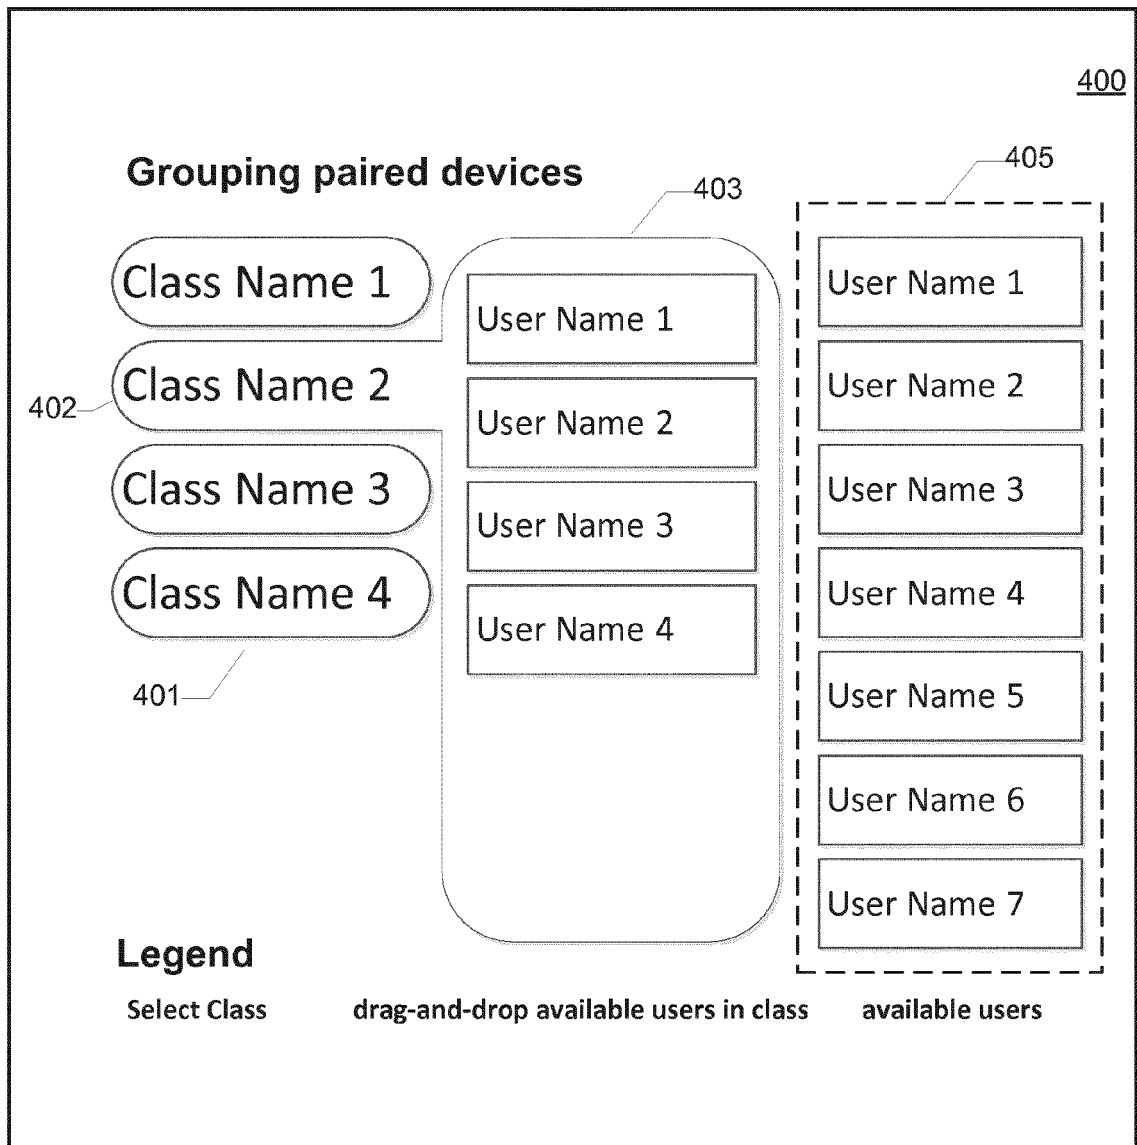 400
Grouping paired devices
405
403
Class Name 1
Class Name 2
Class Name 3
Class Name 4
402
401
User Name 1
User Name 2
User Name 3
User Name 4
User Name 1
User Name 2
User Name 3
User Name 4
User Name 5
User Name 6
User Name 7
Legend
Select Class
drag-and-drop available users in class
available users